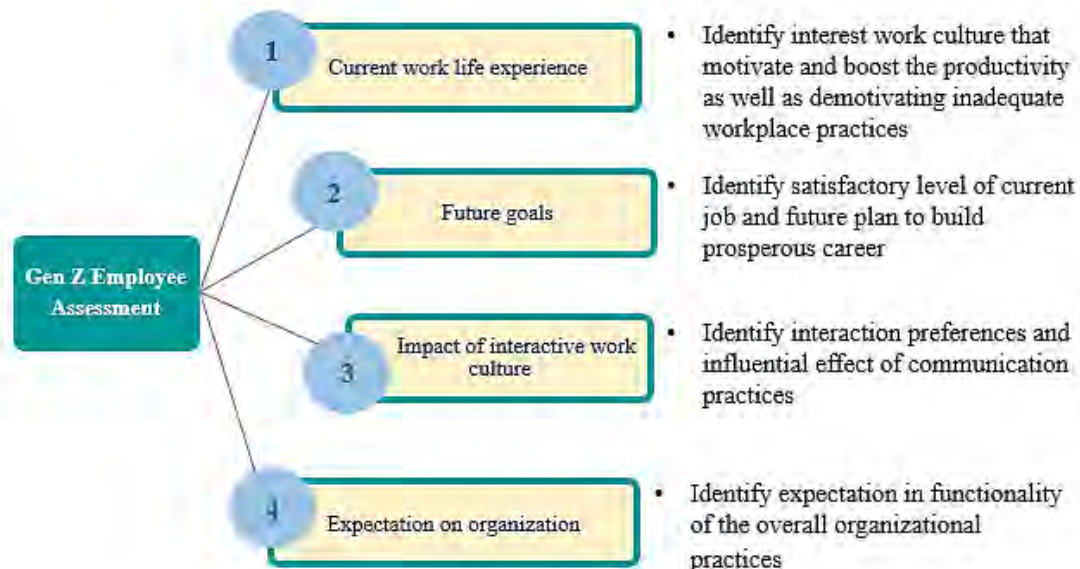 Gen Z Employee
Assessment
1
Current work life experience
• Identify interest work culture that
motivate and boost the productivity
as well as demotivating inadequate
workplace practices
2
Future goals
• Identify satisfactory level of current
job and future plan to build
prosperous career
3
Impact of interactive work
culture
• Identify interaction preferences and
influential effect of communication
practices
4
Expectation on organization
• Identify expectation in functionality
of the overall organizational
practices